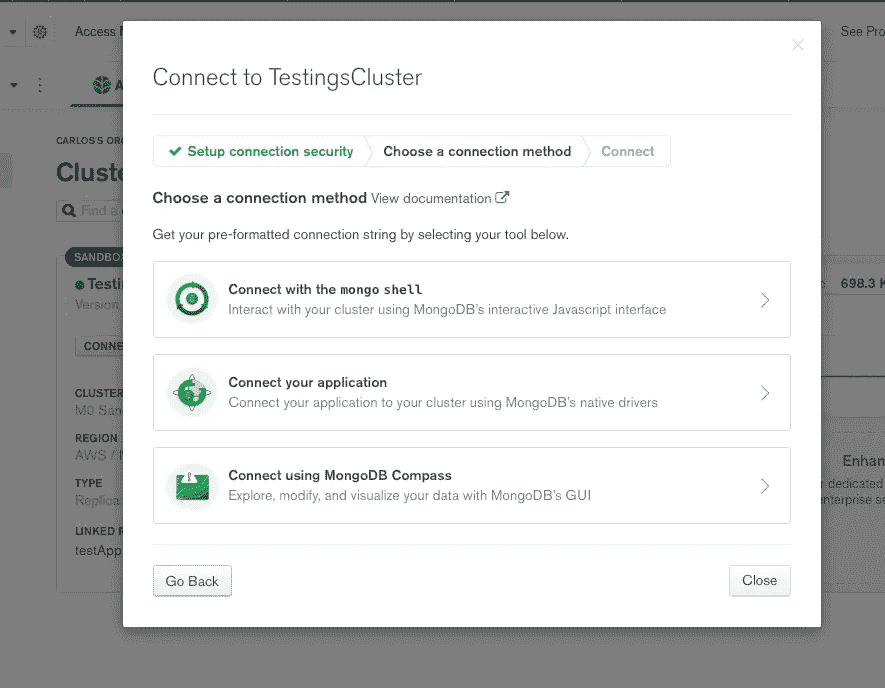 Access
See Pro
Connect to TestingsCluster
Setup connection security
Choose a connection method
Connect
CARLOS'S
Choose a connection method View documentation
Find a
Get your pre-formatted connection string by selecting your tool below.
SANDBO
Testi
Version
698.3 K
Connect with the mongo shell
Interact with your cluster using MongoDB's interactive Javascript interface
CONNE
Connect your application
Connect your application to your cluster using MongoDB's native drivers
CLUSTER
M0 San
REGION
AWS /
Enhan
Connect using MongoDB Compass
Explore, modify, and visualize your data with MongoDB's GUI
TYPE
Replica
dedicated
enterprise se
LINKED R
testApp
Go Back
Close